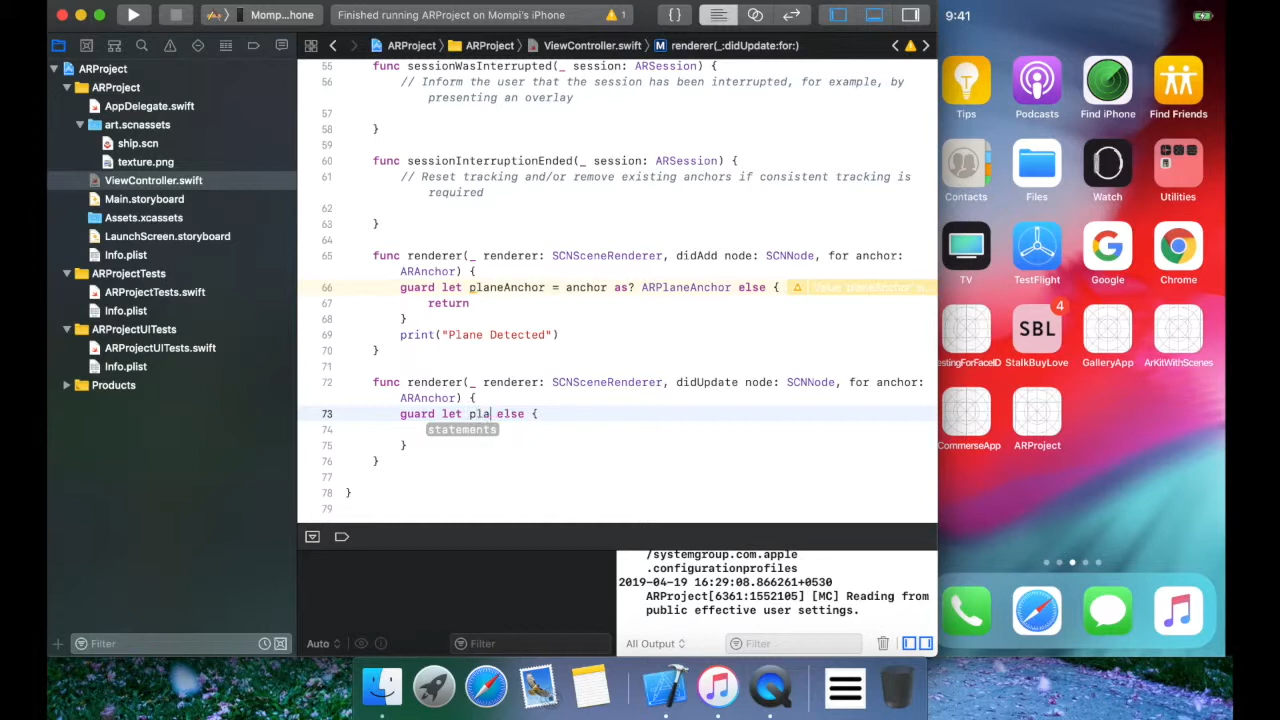 Momp...hone
Finished running ARProject on Mompi's iPhone
1
ARProject
ARProject
AppDelegate.swift
art.scnassets
ship.scn
texture.png
ViewController.swift
Main.storyboard
Assets.xcassets
LaunchScreen.storyboard
Info.plist
ARProjectTests
ARProjectTests.swift
Info.plist
ARProjectUITests
ARProjectUITests.swift
Info.plist
Products
Filter
ARProject
ARProject
ViewController.swift
M
renderer(_:didUpdate:for:)
55 func sessionWasInterrupted(_ session: ARSession) {
56 // Inform the user that the session has been interrupted, for example, by
presenting an overlay
57
58 }
59
60 func sessionInterruptionEnded(_ session: ARSession) {
61 // Reset tracking and/or remove existing anchors if consistent tracking is
required
62
63 }
64
65 func renderer(_ renderer: SCNSceneRenderer, didAdd node: SCNNode, for anchor:
ARAnchor) {
66 guard let planeAnchor = anchor as? ARPlaneAnchor else {
67 return
68 }
69 print("Plane Detected")
70 }
71
72 func renderer(_ renderer: SCNSceneRenderer, didUpdate node: SCNNode, for anchor:
ARAnchor) {
73 guard let pla else {
74 statements
75 }
76 }
77
78 }
79
/systemgroup.com.apple
.configurationprofiles
2019-04-19 16:29:08.866261+0530
ARProject[6361:1552105] [MC] Reading from
public effective user settings.
Auto
Filter
All Output
Filter
9:41
Tips
Podcasts
Find iPhone
Find Friends
Contacts
Files
Watch
Utilities
TV
TestFlight
Google
Chrome
4
SBL
estingForFaceID
StalkBuyLove
GalleryApp
ArKitWithScenes
CommerseApp
ARProject